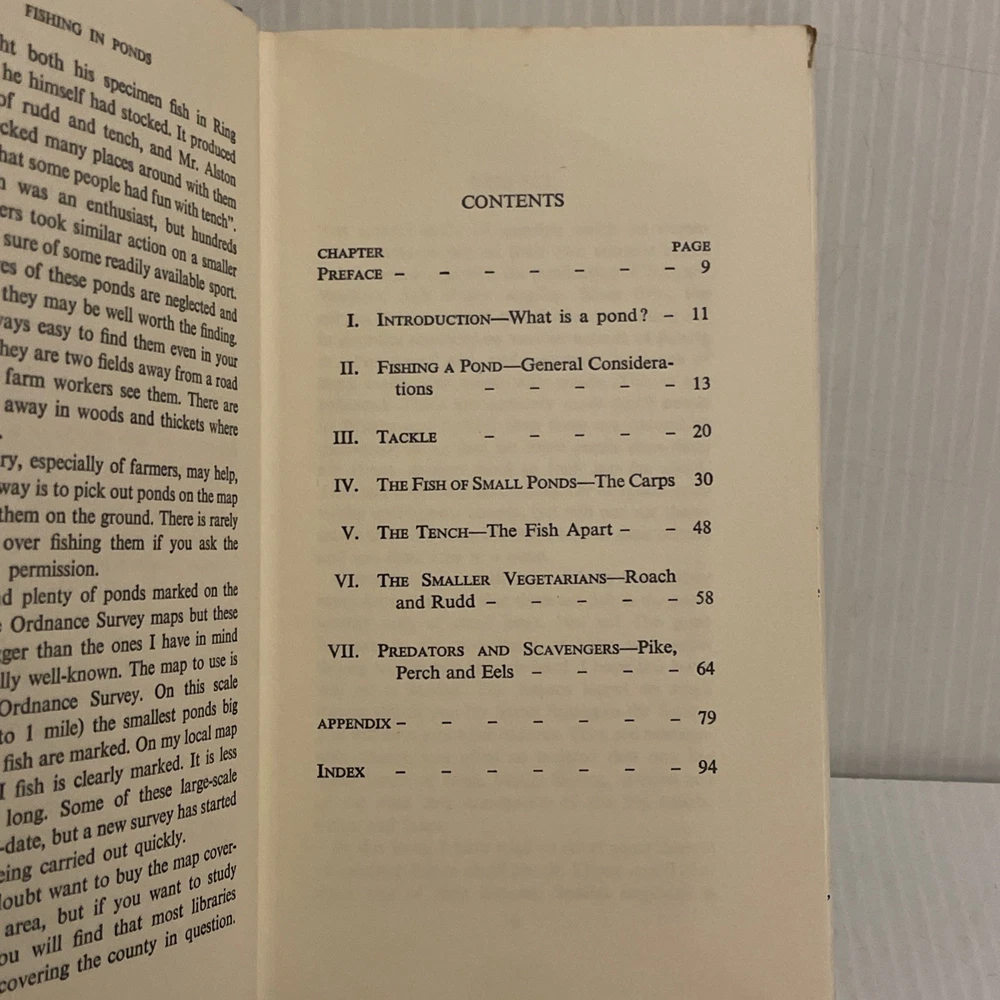 FISHING IN PONDS
ht both his specimen fish in Ring
he himself had stocked. It produced
of rudd and tench, and Mr. Alston
cked many places around with them
hat some people had fun with tench".
was an enthusiast, but hundreds
ers took similar action on a smaller
sure of some readily available sport.
es of these ponds are neglected and
they may be well worth the finding.
ays easy to find them even in your
hey are two fields away from a road
farm workers see them. There are
away in woods and thickets where
.
ry, especially of farmers, may help,
way is to pick out ponds on the map
them on the ground. There is rarely
over fishing them if you ask the
permission.
d plenty of ponds marked on the
Ordnance Survey maps but these
ger than the ones I have in mind
lly well-known. The map to use is
Ordnance Survey. On this scale
to 1 mile) the smallest ponds big
fish are marked. On my local map
I fish is clearly marked. It is less
long. Some of these large-scale
-date, but a new survey has started
eing carried out quickly.
loubt want to buy the map cover-
area, but if you want to study
ou will find that most libraries
covering the county in question.
CONTENTS
CHAPTER PAGE
PREFACE – – – – – – – 9
I. INTRODUCTION—What is a pond? – 11
II. FISHING A POND—General Considera-
tions – – – – – 13
III. TACKLE – – – – – 20
IV. THE FISH OF SMALL PONDS—The Carps 30
V. THE TENCH—The Fish Apart – – 48
VI. THE SMALLER VEGETARIANS—Roach
and Rudd – – – – – 58
VII. PREDATORS AND SCAVENGERS—Pike,
Perch and Eels – – – – 64
APPENDIX – – – – – – – 79
INDEX – – – – – – – 94